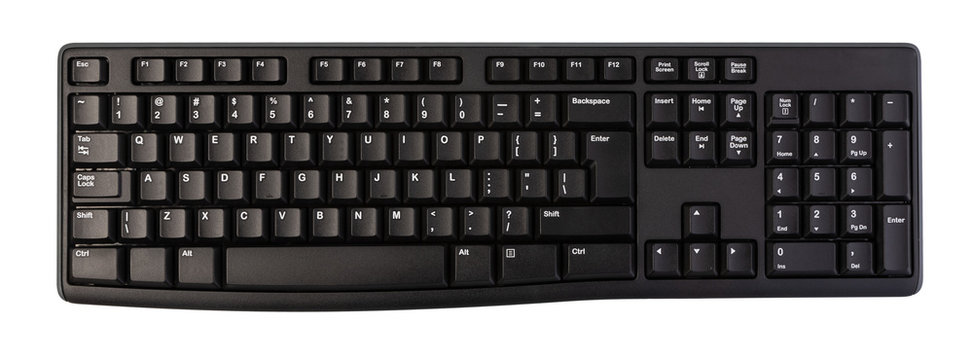 Esc F1 F2 F3 F4 F5 F6 F7 F8 F9 F10 F11 F12 Print Screen Scroll Lock Pause Break
~ ! @ # $ % ^ & * ( ) — + Backspace Insert Home Page Up Num Lock / * –
` 1 2 3 4 5 6 7 8 9 0 - =
Tab Q W E R T Y U I O P { [ } ] Enter Delete End Page Down 7 Home 8 9 Pg Up +
Caps Lock A S D F G H J K L : ; " ' | \ 4 5 6
Shift | \ Z X C V B N M < , > . ? / Shift 1 End 2 3 Pg Dn Enter
Ctrl Alt Alt Ctrl 0 Ins , Del